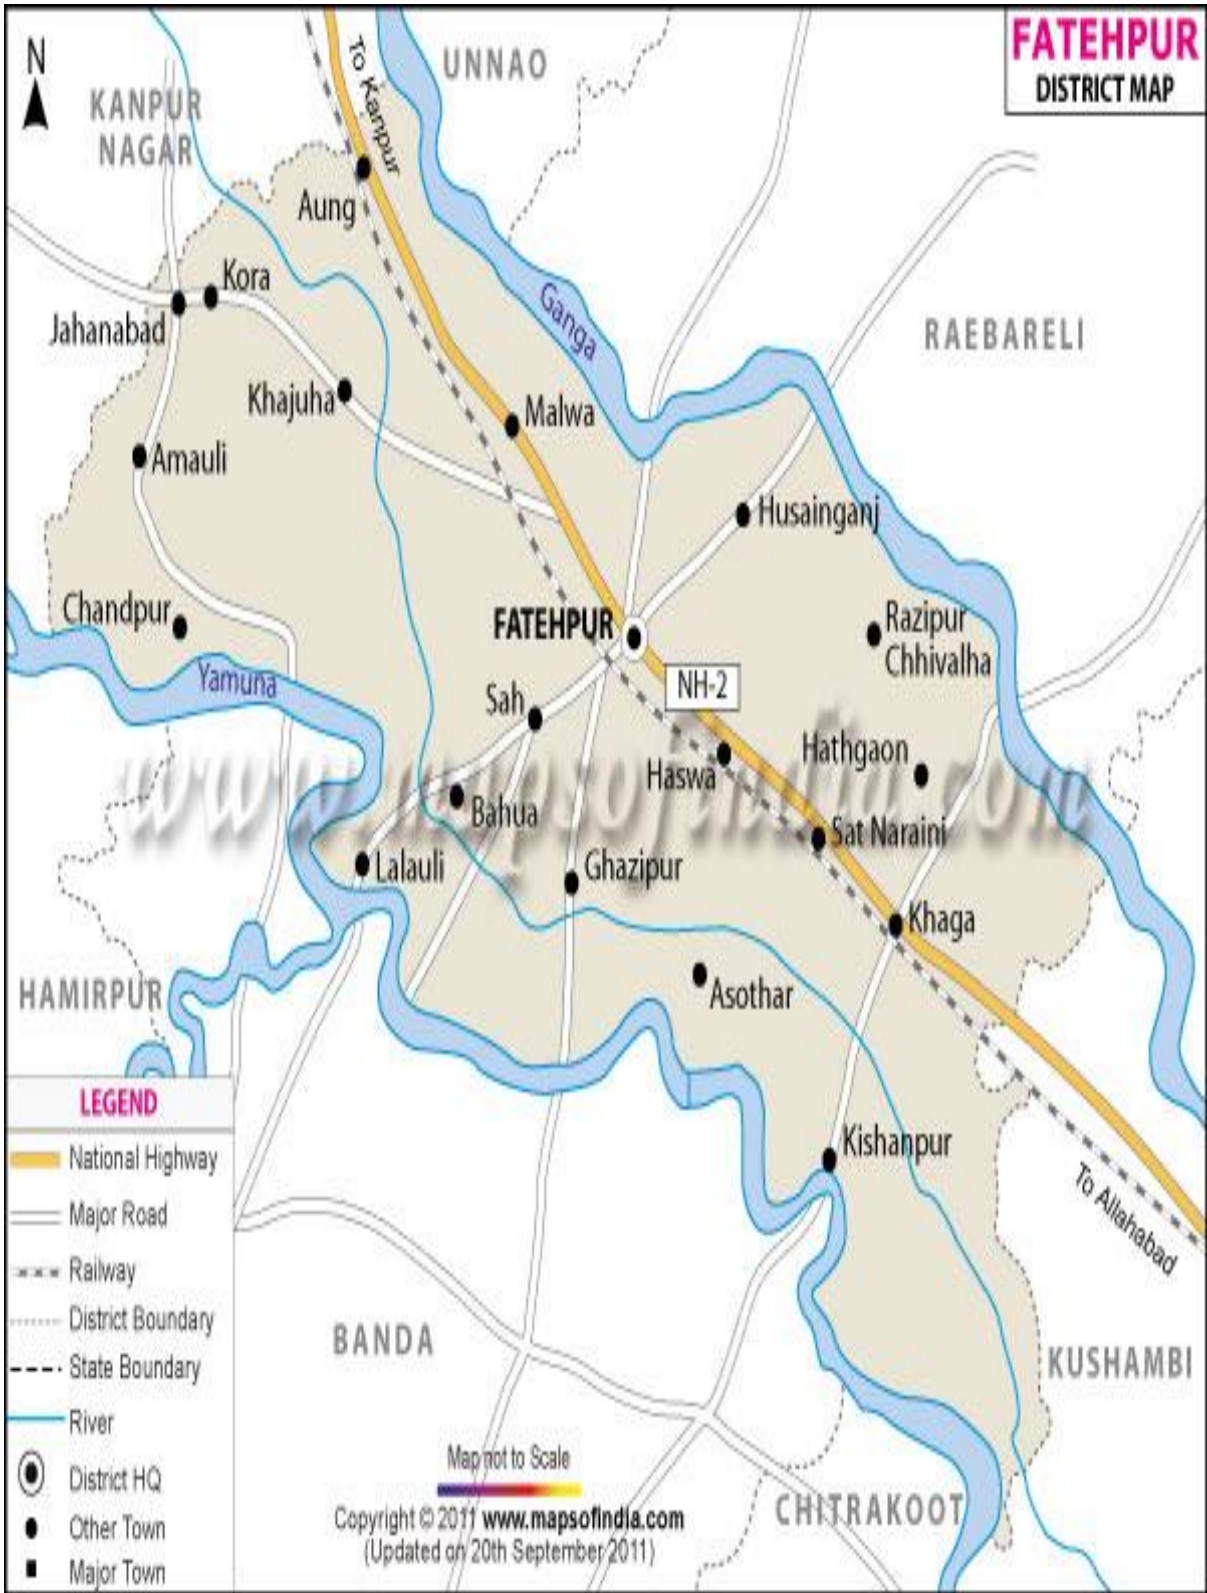 FATEHPUR
DISTRICT MAP
N
UNNAO
To Kanpur
KANPUR
NAGAR
Aung
Kora
Jahanabad
Ganga
RAEBARELI
Khajuha
Malwa
Amauli
Husainganj
Chandpur
FATEHPUR
Razipur
Chhivalha
Yamuna
NH-2
Sah
Hathgaon
Haswa
www.mapsofindia.com
Bahua
Sat Naraini
Lalauli
Ghazipur
Khaga
HAMIRPUR
Asothar
Kishanpur
To Allahabad
BANDA
KUSHAMBI
CHITRAKOOT
LEGEND
National Highway
Major Road
Railway
District Boundary
State Boundary
River
District HQ
Other Town
Major Town
Map not to Scale
Copyright © 2011 www.mapsofindia.com
(Updated on 20th September 2011)